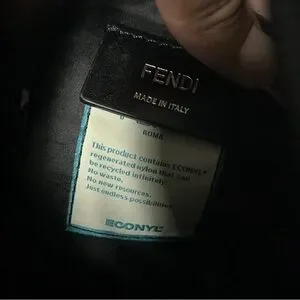 FENDI
MADE IN ITALY
ROMA
This product contains ECONYL®
regenerated nylon that can
be recycled infinitely.
No waste.
No new resources.
Just endless possibilities.
ECONYL®